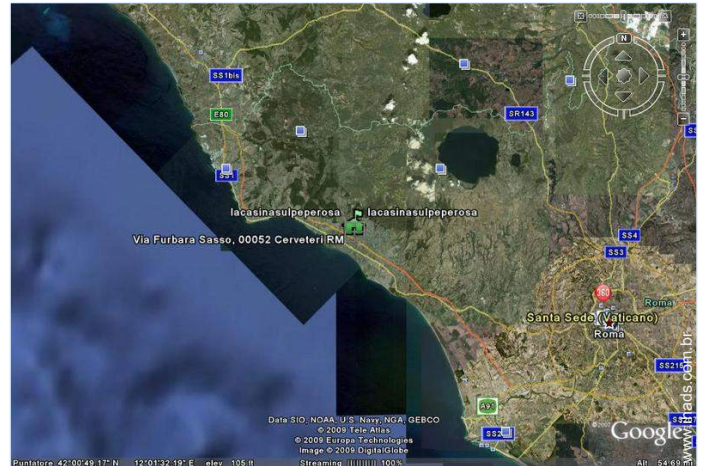 N
SS1bis
E80
SR143
SS1
lacasinasulpeperosa lacasinasulpeperosa
Via Furbara Sasso, 00052 Cerveteri RM
SS4
SS3
360
Roma
Santa Sede (Vaticano)
Roma
SS215
Data SIO, NOAA, U.S. Navy, NGA, GEBCO
© 2009 Tele Atlas
© 2009 Europa Technologies
Image © 2009 DigitalGlobe
Google
Puntatore 42°00'49.17" N 12°01'32.19" E elev 105 ft Streaming |||||||||| 100% Alt 54.69 mi